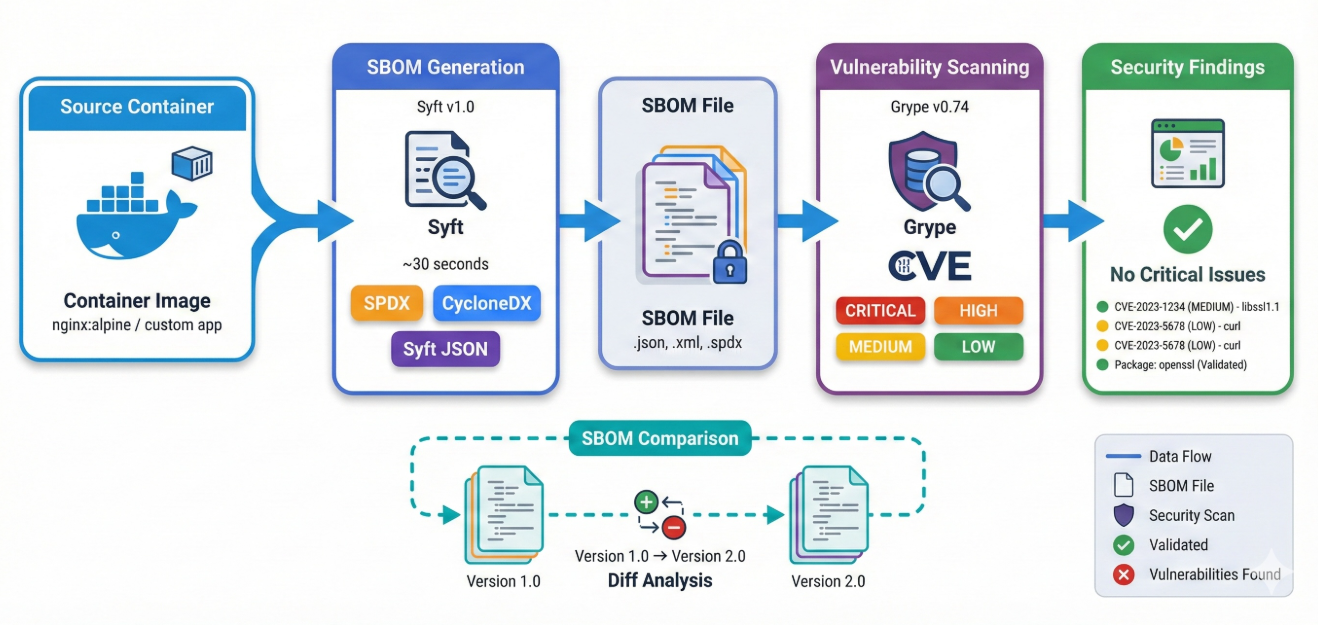 Source Container
Container Image
nginx:alpine / custom app
SBOM Generation
Syft v1.0
Syft
~30 seconds
SPDX
CycloneDX
Syft JSON
SBOM File
SBOM File
.json, .xml, .spdx
Vulnerability Scanning
Grype v0.74
Grype
CVE
CRITICAL
HIGH
MEDIUM
LOW
Security Findings
No Critical Issues
CVE-2023-1234 (MEDIUM) - libssl1.1
CVE-2023-5678 (LOW) - curl
CVE-2023-5678 (LOW) - curl
Package: openssl (Validated)
SBOM Comparison
Version 1.0
Version 1.0 → Version 2.0
Diff Analysis
Version 2.0
Data Flow
SBOM File
Security Scan
Validated
Vulnerabilities Found